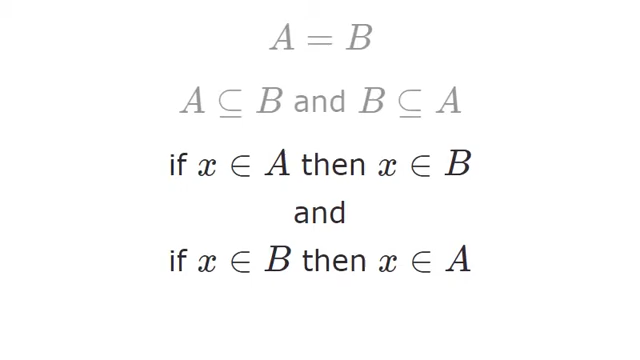 A = B
A ⊆ B and B ⊆ A
if x ∈ A then x ∈ B
and
if x ∈ B then x ∈ A